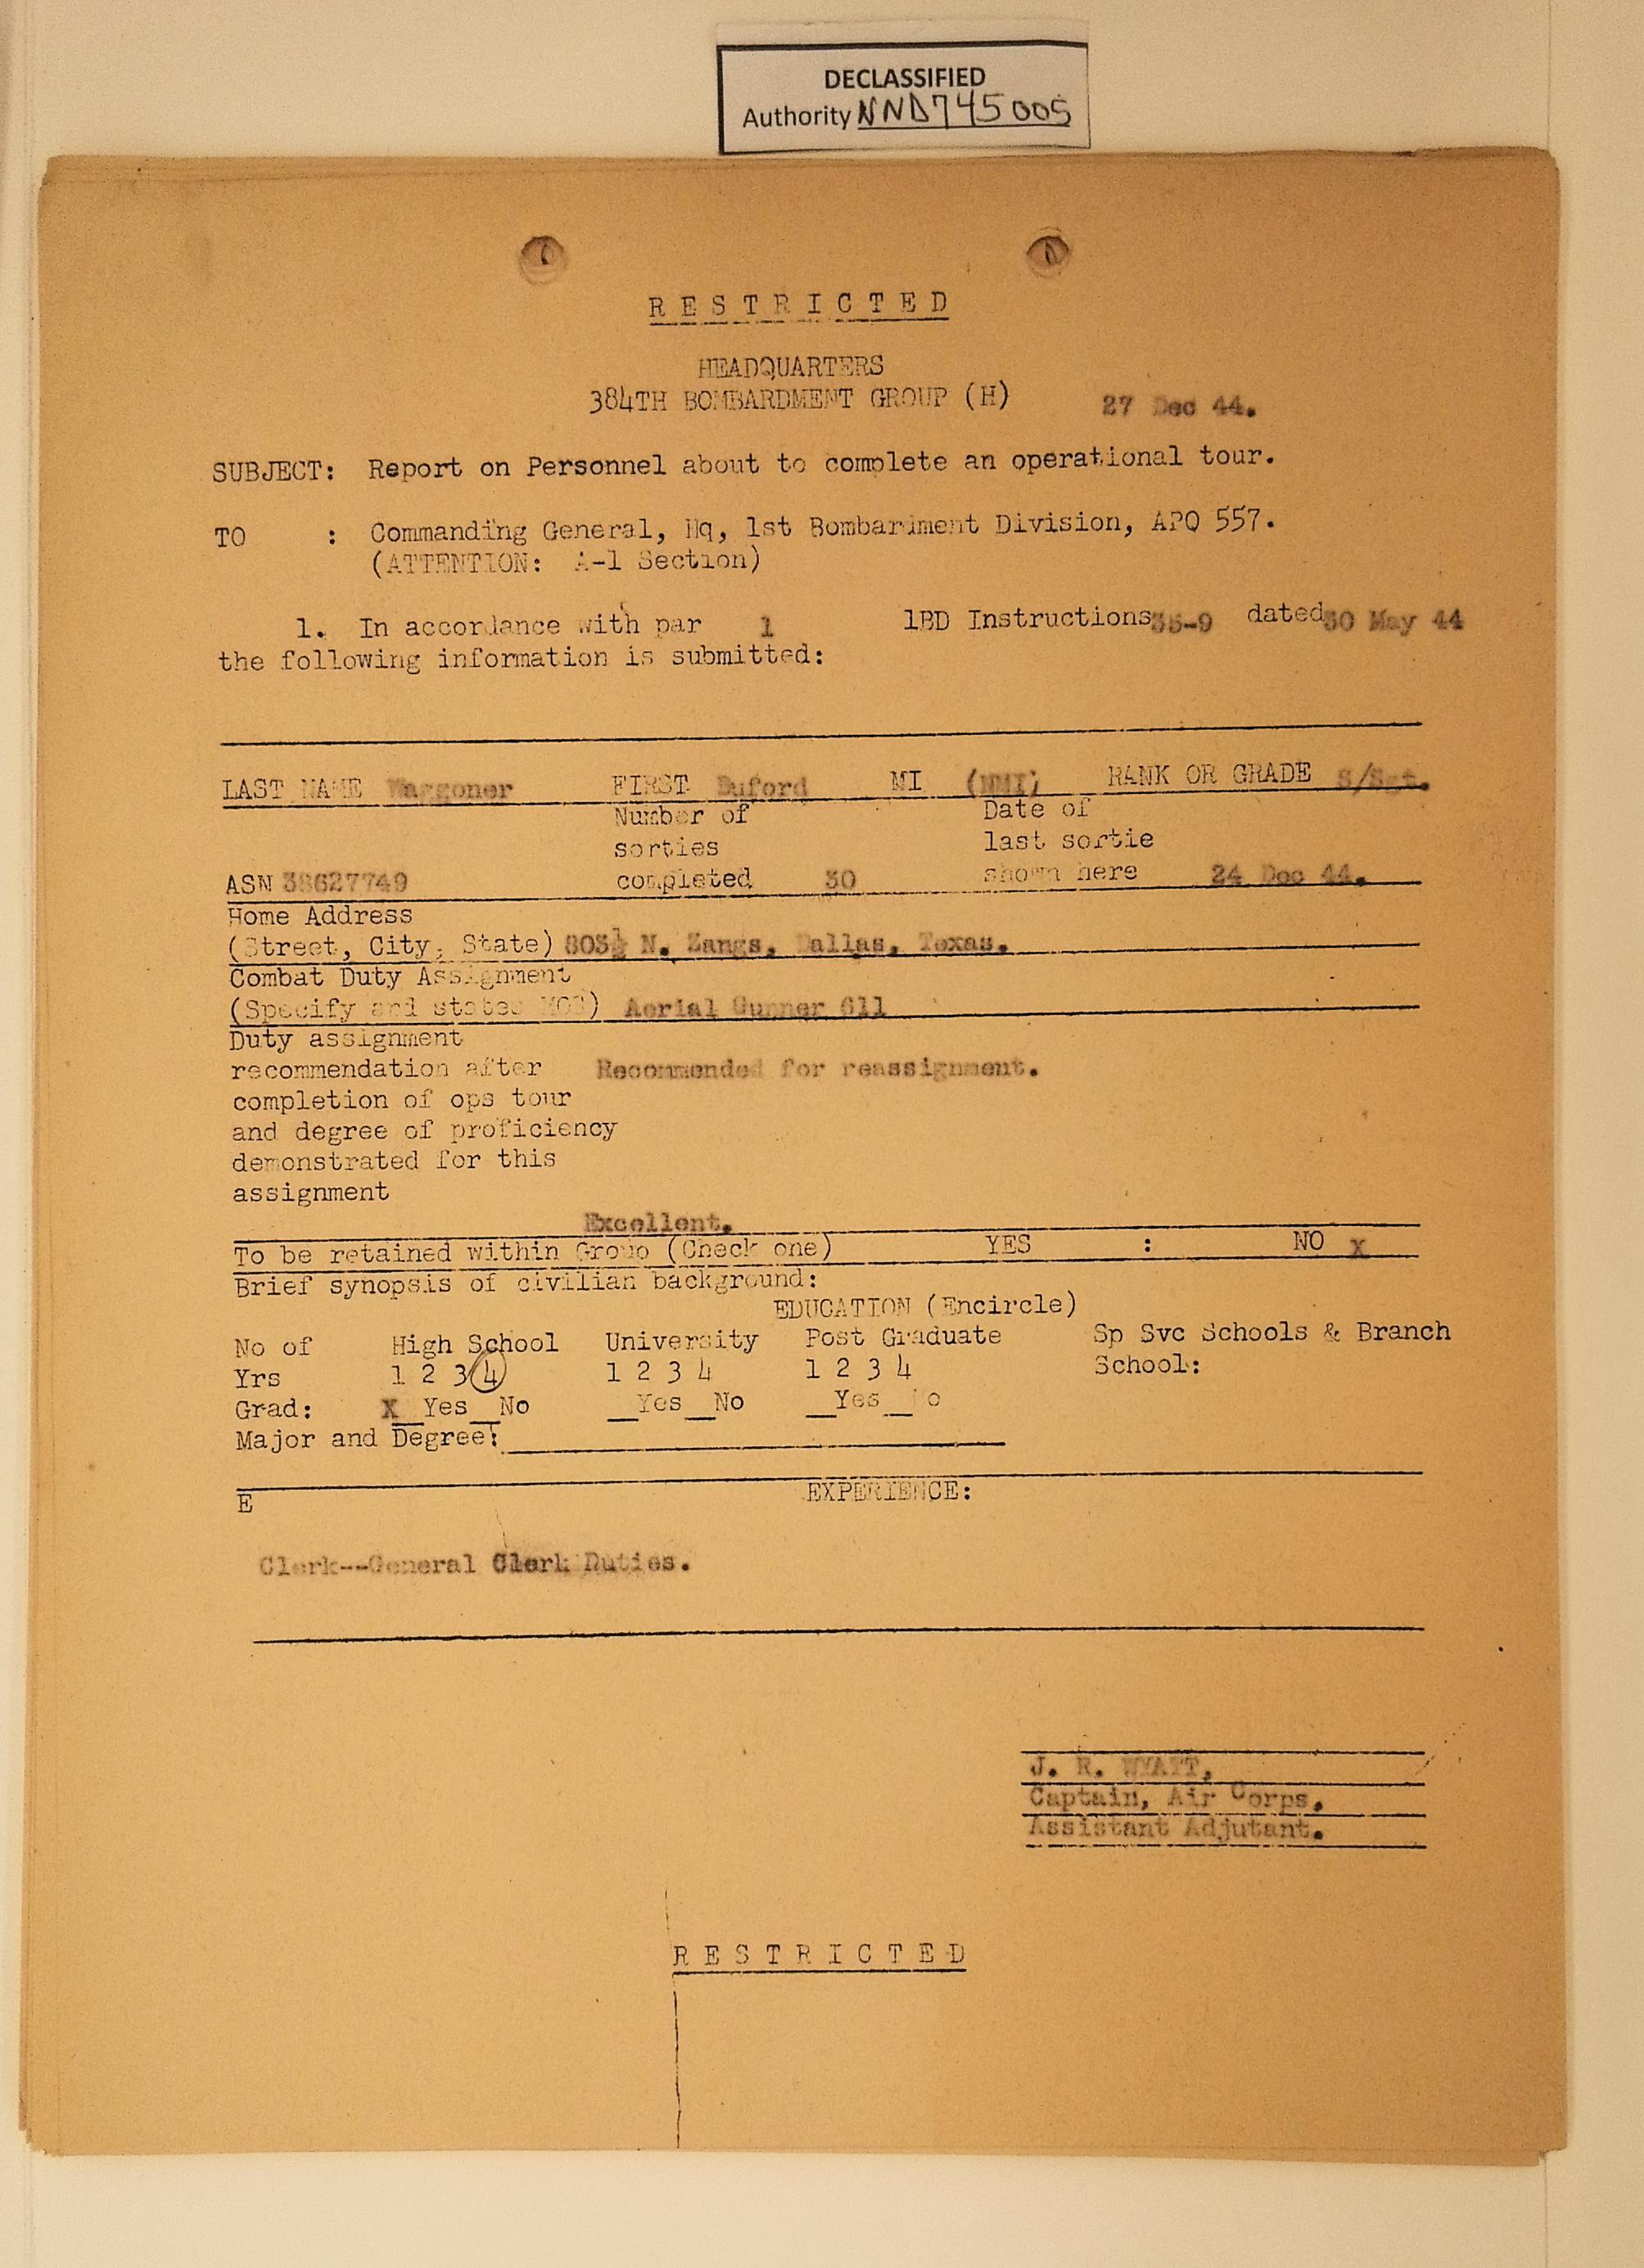 DECLASSIFIED
Authority NND745005
RESTRICTED
HEADQUARTERS
384TH BOMBARDMENT GROUP (H) 27 Dec 44.
SUBJECT: Report on Personnel about to complete an operational tour.
TO : Commanding General, Hq, 1st Bombardment Division, APO 557.
(ATTENTION: A-1 Section)
1. In accordance with par 1 1BD Instructions 35-9 dated 30 May 44
the following information is submitted:
LAST NAME Waggoner FIRST Buford MI (NMI) RANK OR GRADE S/Sgt.
Number of Date of
sorties last sortie
ASN 38627749 completed 30 shown here 24 Dec 44.
Home Address
(Street, City, State) 803½ N. Zangs, Dallas, Texas.
Combat Duty Assignment
(Specify and states MOS) Aerial Gunner 611
Duty assignment
recommendation after Recommended for reassignment.
completion of ops tour
and degree of proficiency
demonstrated for this
assignment
Excellent.
To be retained within Group (Check one) YES : NO x
Brief synopsis of civilian background:
EDUCATION (Encircle)
No of High School University Post Graduate Sp Svc Schools & Branch
Yrs 1 2 3 4 1 2 3 4 1 2 3 4 School:
Grad: X Yes__No __Yes__No __Yes__No
Major and Degree:
E EXPERIENCE:
Clerk--General Clerk Duties.
J. R. WYATT,
Captain, Air Corps.
Assistant Adjutant.
RESTRICTED